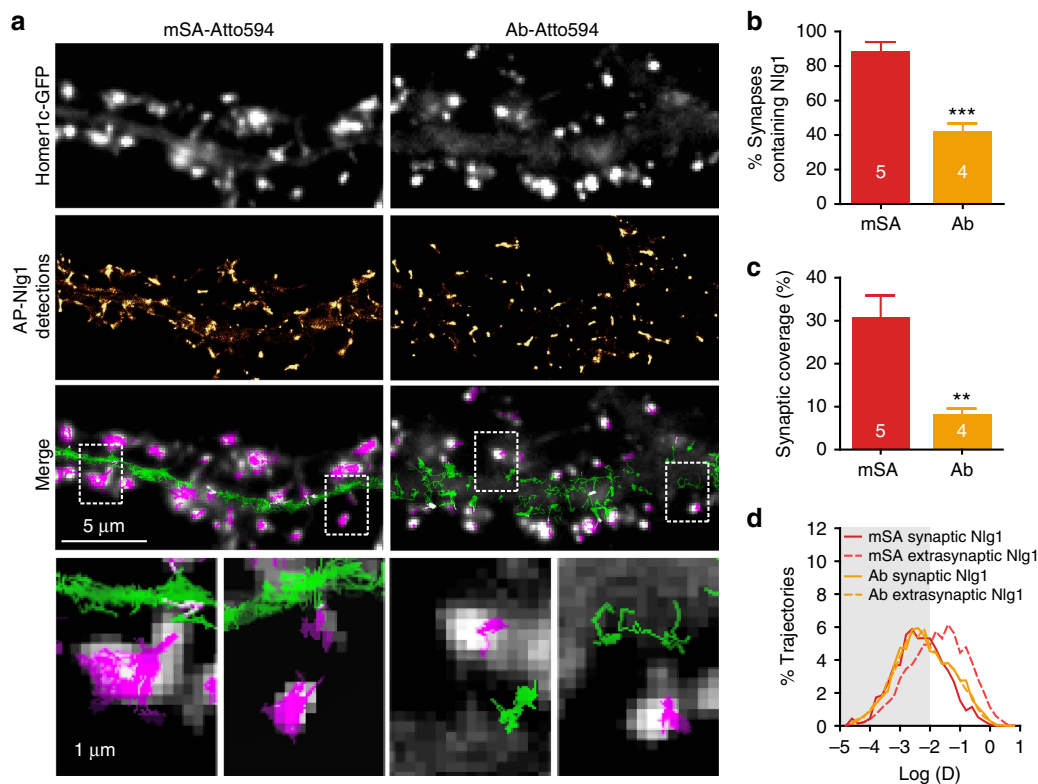 a
mSA-Atto594
Ab-Atto594
Homer1c-GFP
AP-Nlg1
detections
Merge
5 μm
1 μm
b
% Synapses
containing Nlg1
100
80
60
40
20
0
***
5
4
mSA
Ab
c
Synaptic coverage (%)
40
30
20
10
0
**
5
4
mSA
Ab
d
% Trajectories
12
10
8
6
4
2
0
mSA synaptic Nlg1
mSA extrasynaptic Nlg1
Ab synaptic Nlg1
Ab extrasynaptic Nlg1
–5 –4 –3 –2 –1 0 1
Log (D)